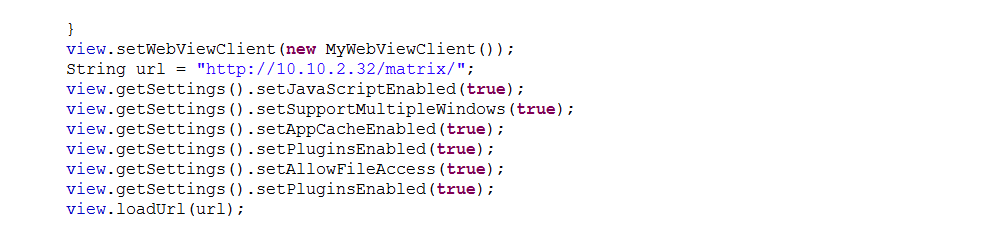 }
view.setWebViewClient(new MyWebViewClient());
String url = "http://10.10.2.32/matrix/";
view.getSettings().setJavaScriptEnabled(true);
view.getSettings().setSupportMultipleWindows(true);
view.getSettings().setAppCacheEnabled(true);
view.getSettings().setPluginsEnabled(true);
view.getSettings().setAllowFileAccess(true);
view.getSettings().setPluginsEnabled(true);
view.loadUrl(url);